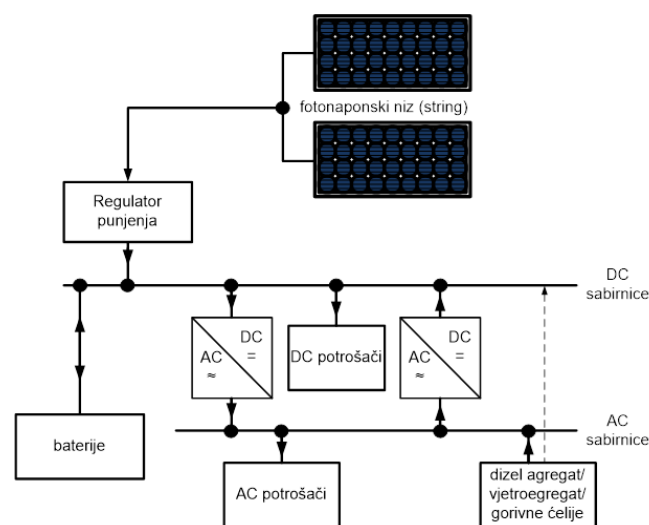 fotonaponski niz (string)
Regulator
punjenja
DC
sabirnice
DC
=
AC
≈
DC potrošači
DC
=
AC
≈
baterije
AC
sabirnice
AC potrošači
dizel agregat/
vjetroegregat/
gorivne ćelije